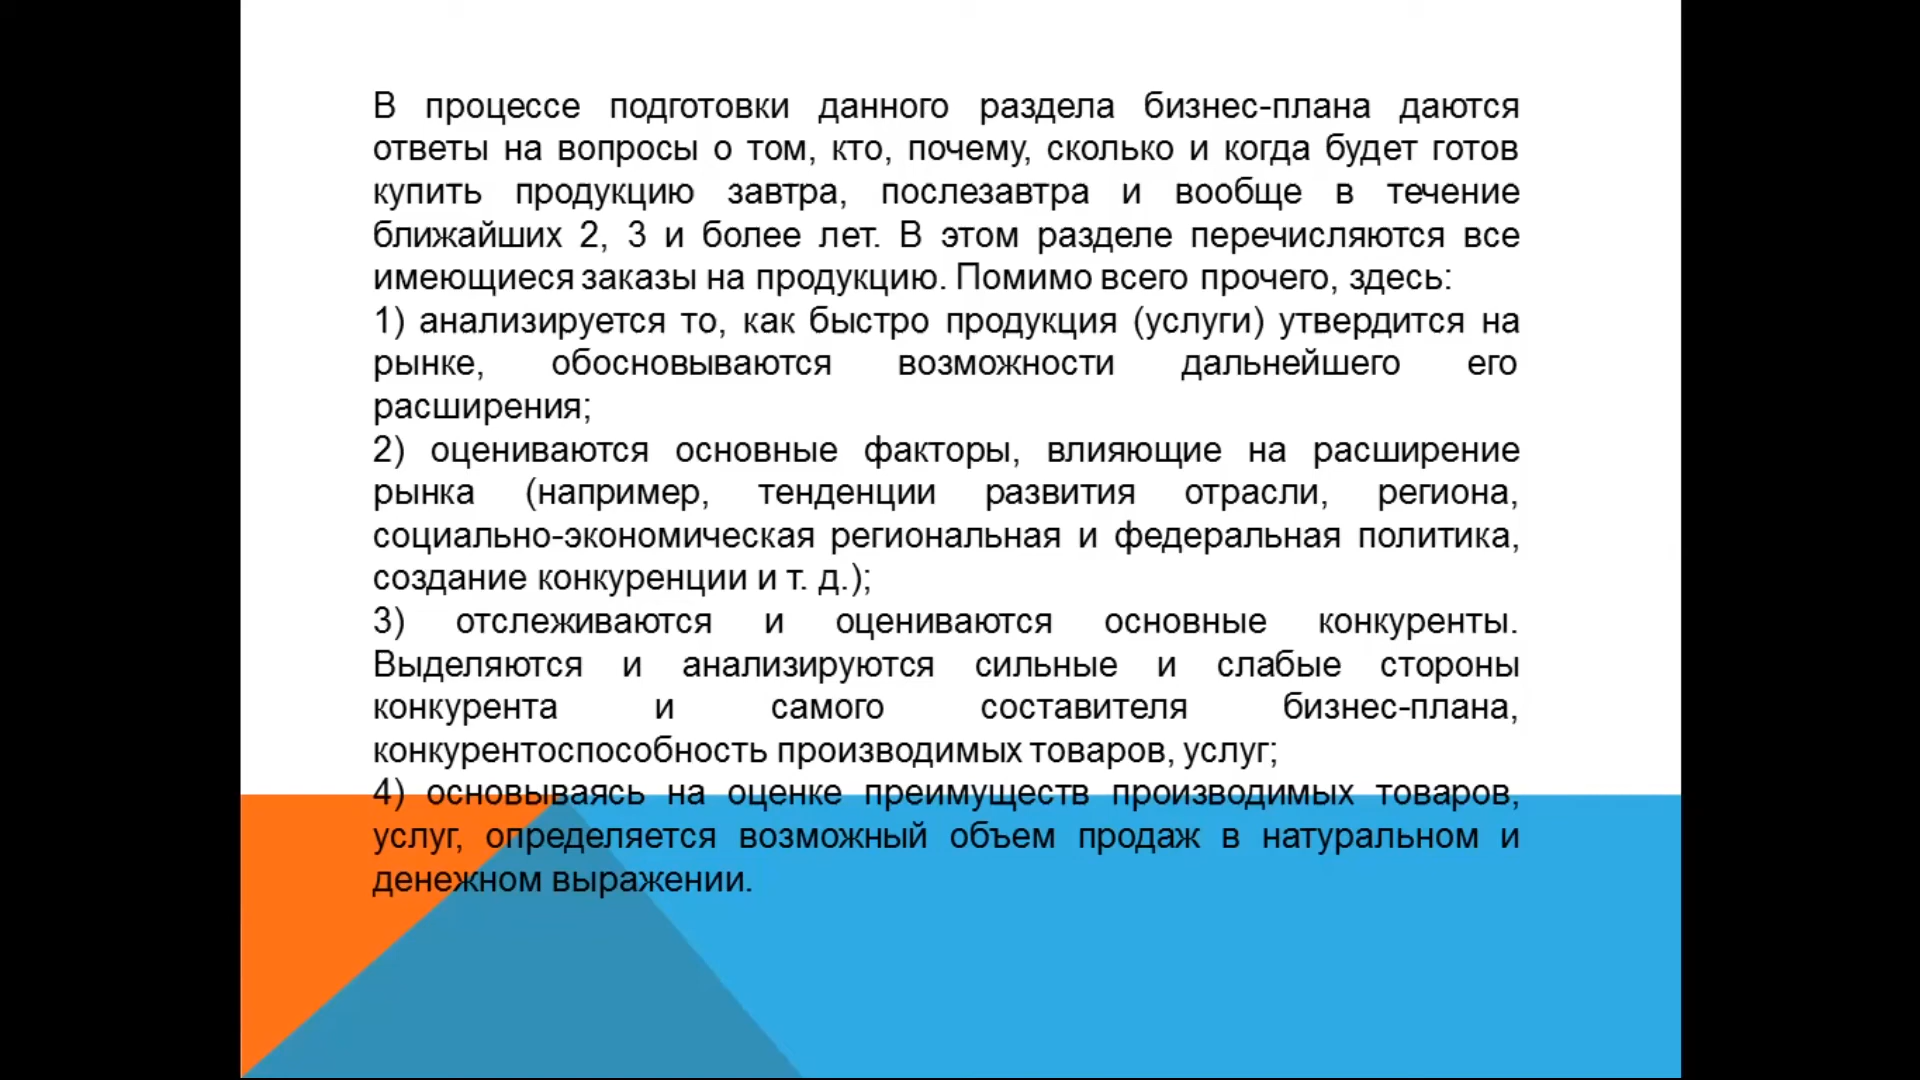 В процессе подготовки данного раздела бизнес-плана даются
ответы на вопросы о том, кто, почему, сколько и когда будет готов
купить продукцию завтра, послезавтра и вообще в течение
ближайших 2, 3 и более лет. В этом разделе перечисляются все
имеющиеся заказы на продукцию. Помимо всего прочего, здесь:
1) анализируется то, как быстро продукция (услуги) утвердится на
рынке, обосновываются возможности дальнейшего его
расширения;
2) оцениваются основные факторы, влияющие на расширение
рынка (например, тенденции развития отрасли, региона,
социально-экономическая региональная и федеральная политика,
создание конкуренции и т. д.);
3) отслеживаются и оцениваются основные конкуренты.
Выделяются и анализируются сильные и слабые стороны
конкурента и самого составителя бизнес-плана,
конкурентоспособность производимых товаров, услуг;
4) основываясь на оценке преимуществ производимых товаров,
услуг, определяется возможный объем продаж в натуральном и
денежном выражении.